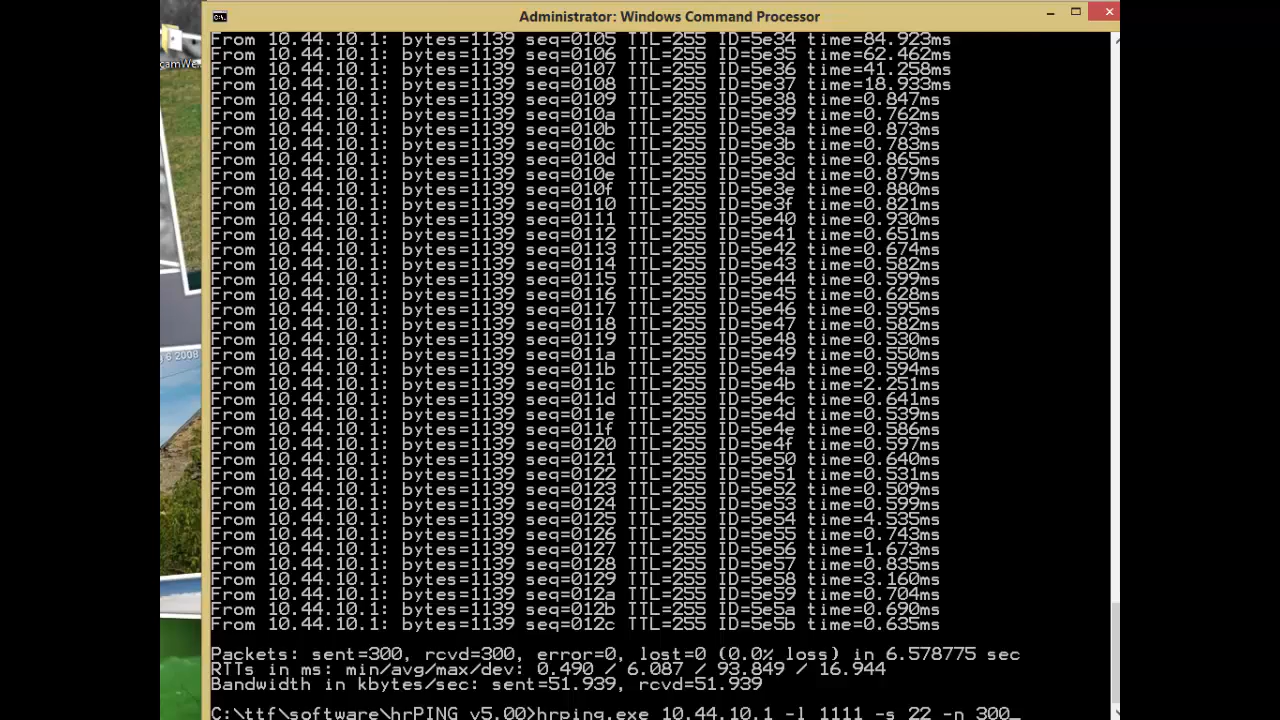 Administrator: Windows Command Processor
From 10.44.10.1: bytes=1139 seq=0105 TTL=255 ID=5e34 time=84.923ms
From 10.44.10.1: bytes=1139 seq=0106 TTL=255 ID=5e35 time=62.462ms
camWe
From 10.44.10.1: bytes=1139 seq=0107 TTL=255 ID=5e36 time=41.258ms
From 10.44.10.1: bytes=1139 seq=0108 TTL=255 ID=5e37 time=18.933ms
From 10.44.10.1: bytes=1139 seq=0109 TTL=255 ID=5e38 time=0.847ms
From 10.44.10.1: bytes=1139 seq=010a TTL=255 ID=5e39 time=0.762ms
From 10.44.10.1: bytes=1139 seq=010b TTL=255 ID=5e3a time=0.873ms
From 10.44.10.1: bytes=1139 seq=010c TTL=255 ID=5e3b time=0.783ms
From 10.44.10.1: bytes=1139 seq=010d TTL=255 ID=5e3c time=0.865ms
From 10.44.10.1: bytes=1139 seq=010e TTL=255 ID=5e3d time=0.879ms
From 10.44.10.1: bytes=1139 seq=010f TTL=255 ID=5e3e time=0.880ms
From 10.44.10.1: bytes=1139 seq=0110 TTL=255 ID=5e3f time=0.821ms
From 10.44.10.1: bytes=1139 seq=0111 TTL=255 ID=5e40 time=0.930ms
From 10.44.10.1: bytes=1139 seq=0112 TTL=255 ID=5e41 time=0.651ms
From 10.44.10.1: bytes=1139 seq=0113 TTL=255 ID=5e42 time=0.674ms
From 10.44.10.1: bytes=1139 seq=0114 TTL=255 ID=5e43 time=0.582ms
From 10.44.10.1: bytes=1139 seq=0115 TTL=255 ID=5e44 time=0.599ms
From 10.44.10.1: bytes=1139 seq=0116 TTL=255 ID=5e45 time=0.628ms
From 10.44.10.1: bytes=1139 seq=0117 TTL=255 ID=5e46 time=0.595ms
From 10.44.10.1: bytes=1139 seq=0118 TTL=255 ID=5e47 time=0.582ms
From 10.44.10.1: bytes=1139 seq=0119 TTL=255 ID=5e48 time=0.530ms
From 10.44.10.1: bytes=1139 seq=011a TTL=255 ID=5e49 time=0.550ms
6 2008
From 10.44.10.1: bytes=1139 seq=011b TTL=255 ID=5e4a time=0.594ms
From 10.44.10.1: bytes=1139 seq=011c TTL=255 ID=5e4b time=2.251ms
From 10.44.10.1: bytes=1139 seq=011d TTL=255 ID=5e4c time=0.641ms
From 10.44.10.1: bytes=1139 seq=011e TTL=255 ID=5e4d time=0.539ms
From 10.44.10.1: bytes=1139 seq=011f TTL=255 ID=5e4e time=0.586ms
From 10.44.10.1: bytes=1139 seq=0120 TTL=255 ID=5e4f time=0.597ms
From 10.44.10.1: bytes=1139 seq=0121 TTL=255 ID=5e50 time=0.640ms
From 10.44.10.1: bytes=1139 seq=0122 TTL=255 ID=5e51 time=0.531ms
From 10.44.10.1: bytes=1139 seq=0123 TTL=255 ID=5e52 time=0.509ms
From 10.44.10.1: bytes=1139 seq=0124 TTL=255 ID=5e53 time=0.599ms
From 10.44.10.1: bytes=1139 seq=0125 TTL=255 ID=5e54 time=4.535ms
From 10.44.10.1: bytes=1139 seq=0126 TTL=255 ID=5e55 time=0.743ms
From 10.44.10.1: bytes=1139 seq=0127 TTL=255 ID=5e56 time=1.673ms
From 10.44.10.1: bytes=1139 seq=0128 TTL=255 ID=5e57 time=0.835ms
From 10.44.10.1: bytes=1139 seq=0129 TTL=255 ID=5e58 time=3.160ms
From 10.44.10.1: bytes=1139 seq=012a TTL=255 ID=5e59 time=0.704ms
From 10.44.10.1: bytes=1139 seq=012b TTL=255 ID=5e5a time=0.690ms
From 10.44.10.1: bytes=1139 seq=012c TTL=255 ID=5e5b time=0.635ms
Packets: sent=300, rcvd=300, error=0, lost=0 (0.0% loss) in 6.578775 sec
RTTs in ms: min/avg/max/dev: 0.490 / 6.087 / 93.849 / 16.944
Bandwidth in kbytes/sec: sent=51.939, rcvd=51.939
C:\ttf\software\hrPING v5.00>hrping.exe 10.44.10.1 -l 1111 -s 22 -n 300_